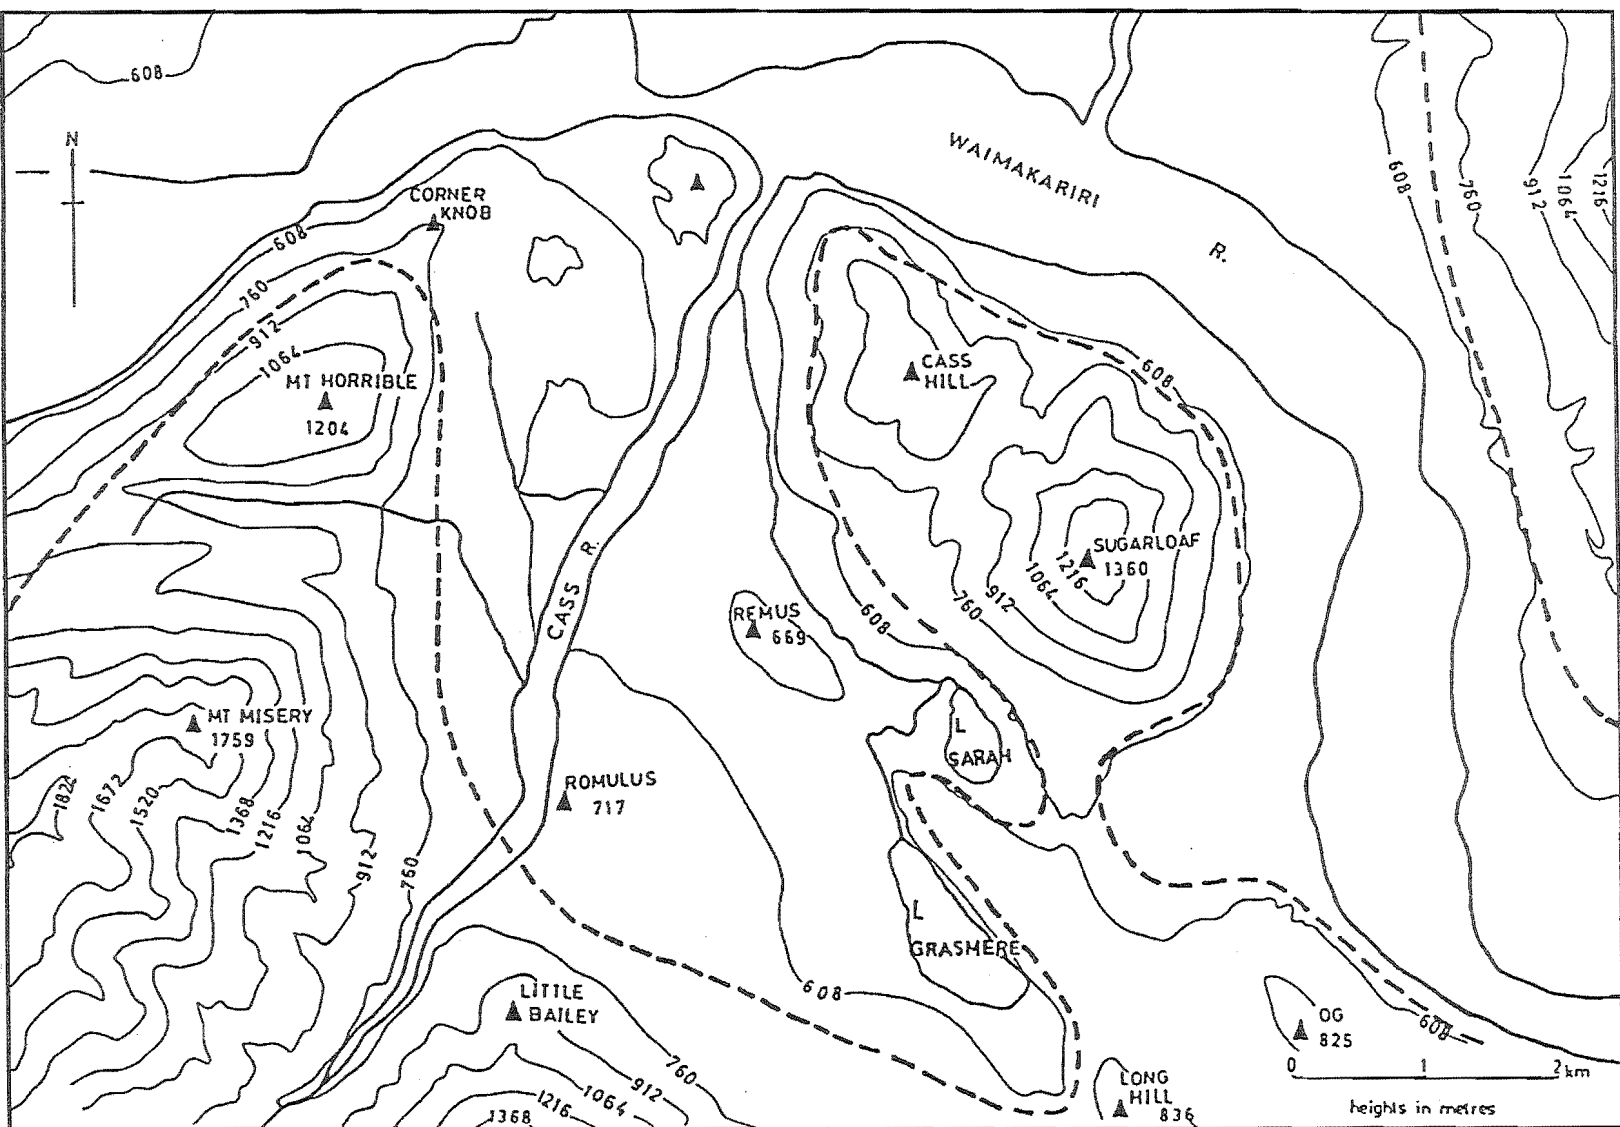 608
N
WAIMAKARIRI
R.
608
760
912
1064
1216
CORNER
KNOB
608
760
912
1064
MT HORRIBLE
1204
CASS
HILL
608
SUGARLOAF
1360
1216
1064
912
760
608
CASS R.
REMUS
669
MT MISERY
1759
L
SARAH
ROMULUS
717
1824
1672
1520
1368
1216
1064
912
760
L
GRASMERE
608
LITTLE
BAILEY
760
912
1064
1216
1368
OG
825
608
0 1 2 km
LONG
HILL
836
heights in metres